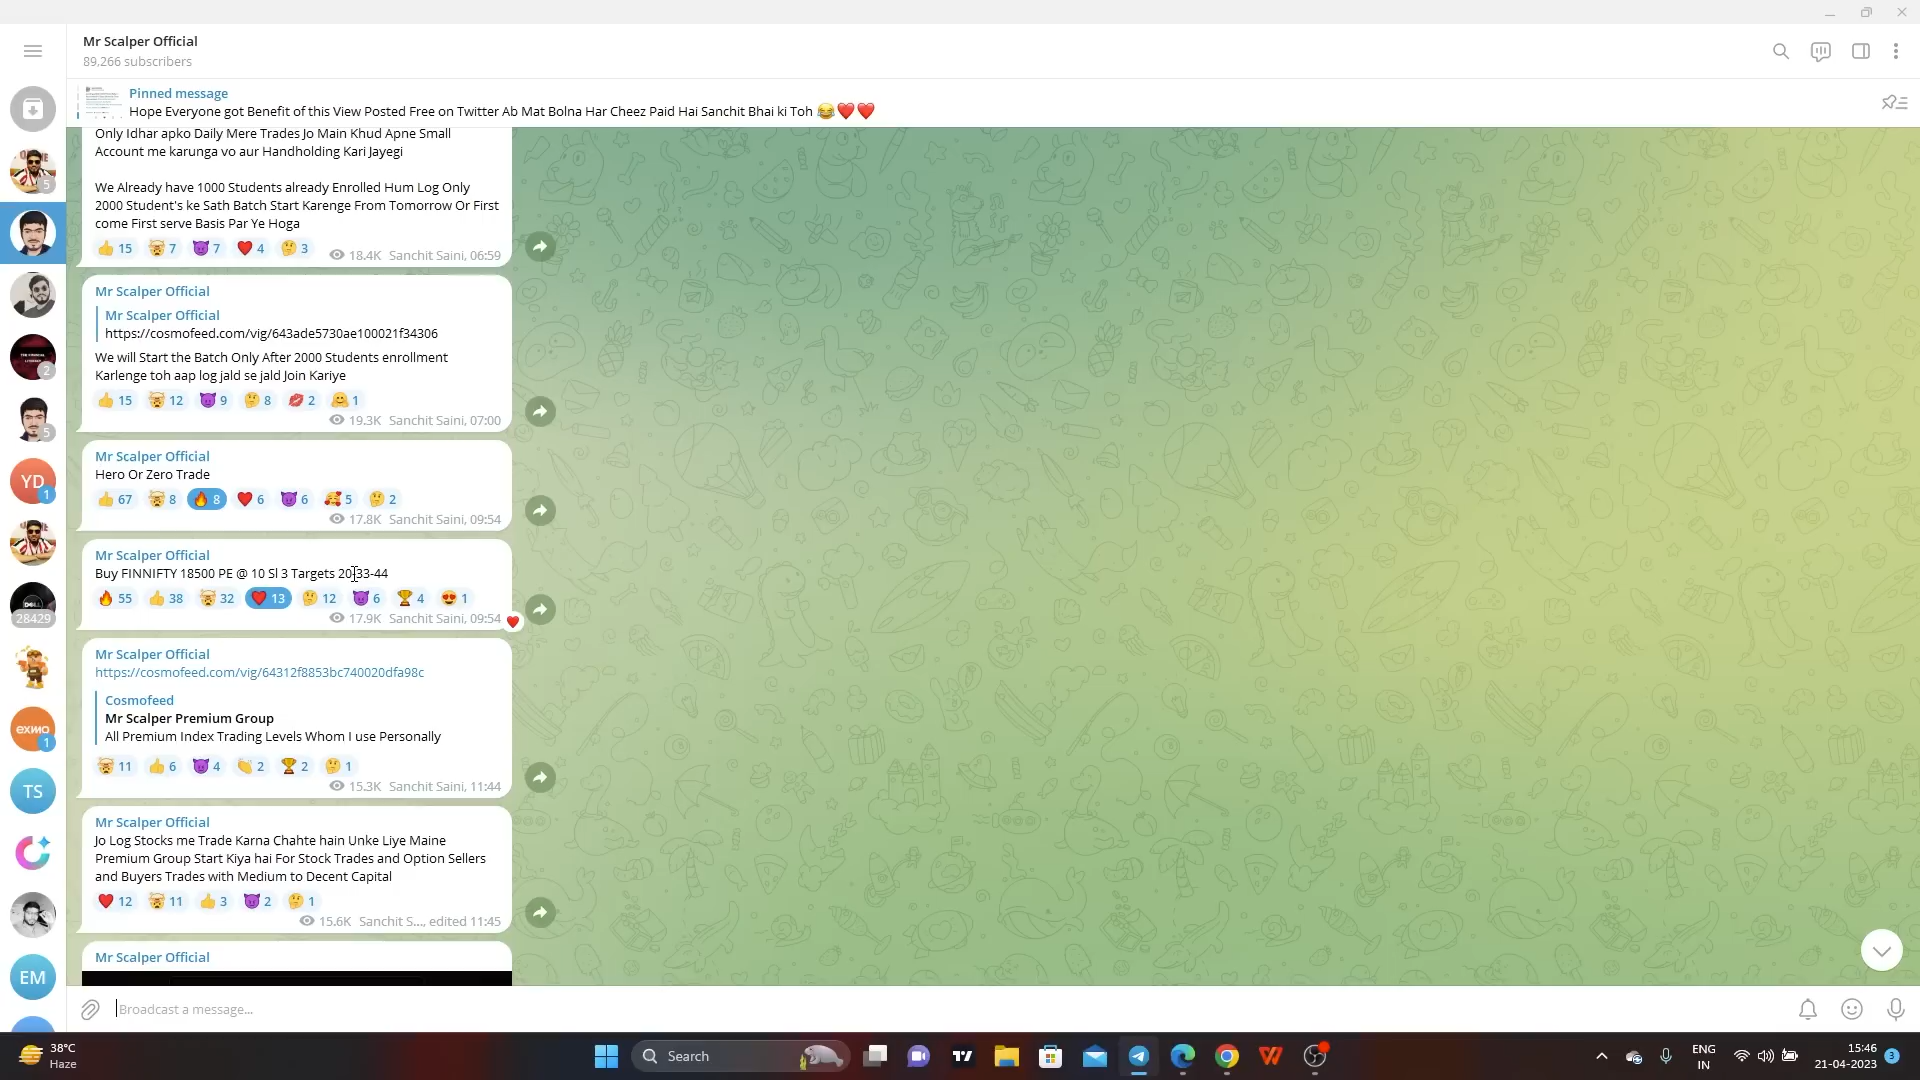 Mr Scalper Official
89,266 subscribers
Pinned message
Hope Everyone got Benefit of this View Posted Free on Twitter Ab Mat Bolna Har Cheez Paid Hai Sanchit Bhai ki Toh 😂❤️❤️
Only Idhar apko Daily Mere Trades Jo Main Khud Apne Small
Account me karunga vo aur Handholding Kari Jayegi
We Already have 1000 Students already Enrolled Hum Log Only
2000 Student's ke Sath Batch Start Karenge From Tomorrow Or First
come First serve Basis Par Ye Hoga
👍 15 🤯 7 😈 7 ❤️ 4 🤔 3
18.4K Sanchit Saini, 06:59
Mr Scalper Official
Mr Scalper Official
https://cosmofeed.com/vig/643ade5730ae100021f34306
We will Start the Batch Only After 2000 Students enrollment
Karlenge toh aap log jald se jald Join Kariye
👍 15 🤯 12 😈 9 🤔 8 💋 2 🤗 1
19.3K Sanchit Saini, 07:00
Mr Scalper Official
Hero Or Zero Trade
👍 67 🤯 8 🔥 8 ❤️ 6 😈 6 🥰 5 🤔 2
17.8K Sanchit Saini, 09:54
Mr Scalper Official
Buy FINNIFTY 18500 PE @ 10 Sl 3 Targets 20-33-44
🔥 55 👍 38 🤯 32 ❤️ 13 🤔 12 😈 6 🏆 4 😍 1
17.9K Sanchit Saini, 09:54
Mr Scalper Official
https://cosmofeed.com/vig/64312f8853bc740020dfa98c
Cosmofeed
Mr Scalper Premium Group
All Premium Index Trading Levels Whom I use Personally
🤯 11 👍 6 😈 4 👏 2 🏆 2 🤔 1
15.3K Sanchit Saini, 11:44
Mr Scalper Official
Jo Log Stocks me Trade Karna Chahte hain Unke Liye Maine
Premium Group Start Kiya hai For Stock Trades and Option Sellers
and Buyers Trades with Medium to Decent Capital
❤️ 12 🤯 11 👍 3 😈 2 🤔 1
15.6K Sanchit S..., edited 11:45
Mr Scalper Official
Broadcast a message...
5
2
5
YD
1
DELL
28429
EXMO
1
TS
EM
38°C
Haze
Search
ENG
IN
15:46
21-04-2023
3